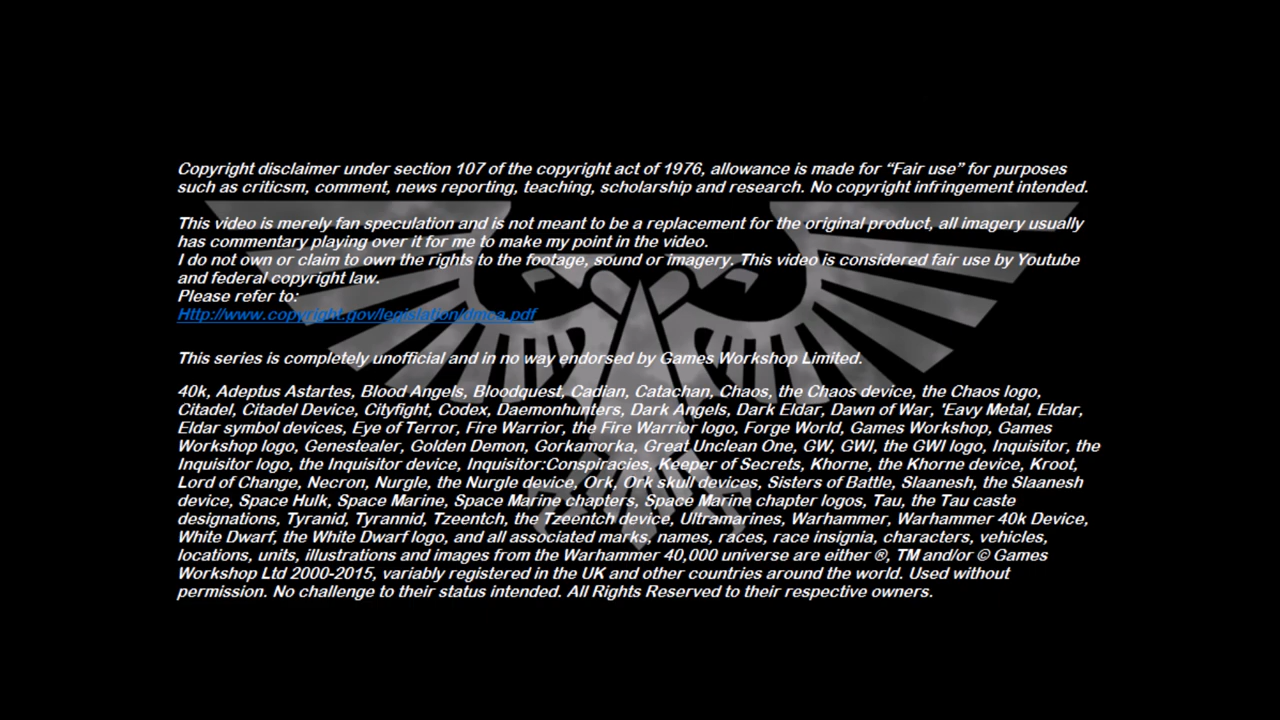 Copyright disclaimer under section 107 of the copyright act of 1976, allowance is made for “Fair use” for purposes
such as criticsm, comment, news reporting, teaching, scholarship and research. No copyright infringement intended.
This video is merely fan speculation and is not meant to be a replacement for the original product, all imagery usually
has commentary playing over it for me to make my point in the video.
I do not own or claim to own the rights to the footage, sound or imagery. This video is considered fair use by Youtube
and federal copyright law.
Please refer to:
Http://www.copyright.gov/legislation/dmca.pdf
This series is completely unofficial and in no way endorsed by Games Workshop Limited.
40k, Adeptus Astartes, Blood Angels, Bloodquest, Cadian, Catachan, Chaos, the Chaos device, the Chaos logo,
Citadel, Citadel Device, Cityfight, Codex, Daemonhunters, Dark Angels, Dark Eldar, Dawn of War, 'Eavy Metal, Eldar,
Eldar symbol devices, Eye of Terror, Fire Warrior, the Fire Warrior logo, Forge World, Games Workshop, Games
Workshop logo, Genestealer, Golden Demon, Gorkamorka, Great Unclean One, GW, GWI, the GWI logo, Inquisitor, the
Inquisitor logo, the Inquisitor device, Inquisitor:Conspiracies, Keeper of Secrets, Khorne, the Khorne device, Kroot,
Lord of Change, Necron, Nurgle, the Nurgle device, Ork, Ork skull devices, Sisters of Battle, Slaanesh, the Slaanesh
device, Space Hulk, Space Marine, Space Marine chapters, Space Marine chapter logos, Tau, the Tau caste
designations, Tyranid, Tyrannid, Tzeentch, the Tzeentch device, Ultramarines, Warhammer, Warhammer 40k Device,
White Dwarf, the White Dwarf logo, and all associated marks, names, races, race insignia, characters, vehicles,
locations, units, illustrations and images from the Warhammer 40,000 universe are either ®, TM and/or © Games
Workshop Ltd 2000-2015, variably registered in the UK and other countries around the world. Used without
permission. No challenge to their status intended. All Rights Reserved to their respective owners.